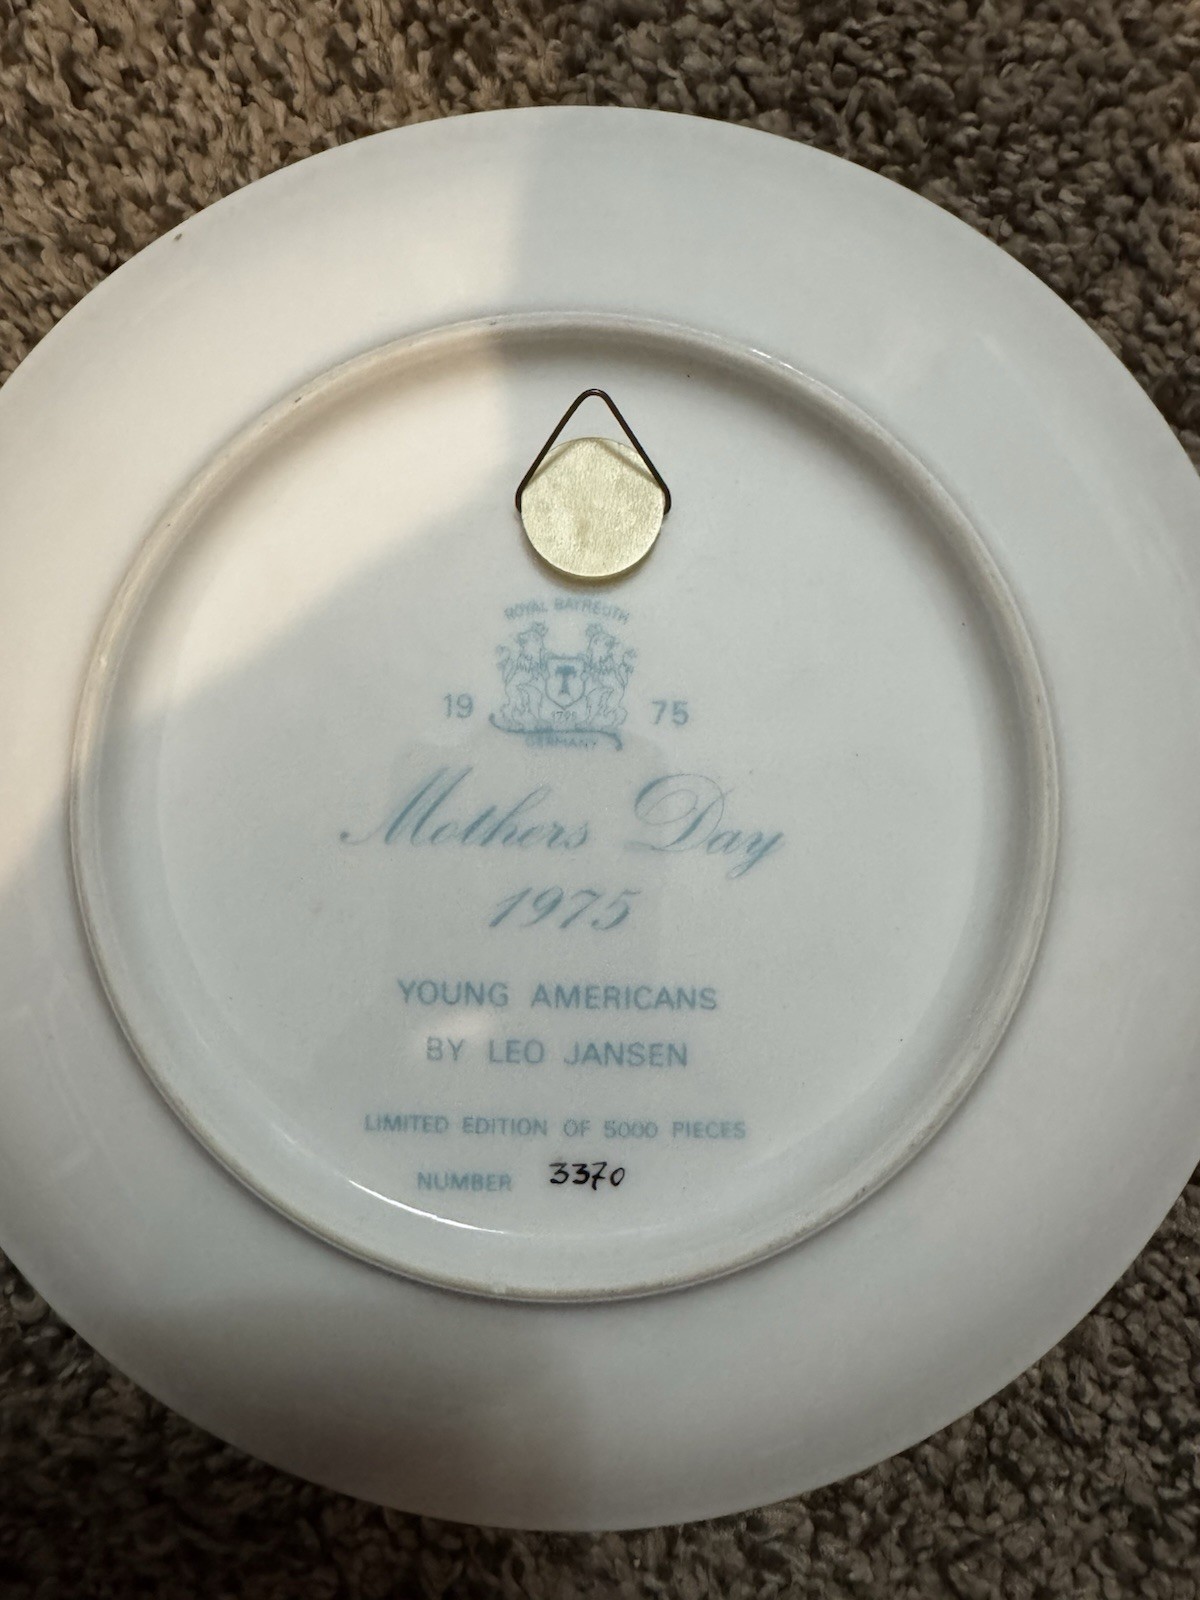 ROYAL BAYREUTH
19 75
GERMANY
Mothers Day
1975
YOUNG AMERICANS
BY LEO JANSEN
LIMITED EDITION OF 5000 PIECES
NUMBER 3370